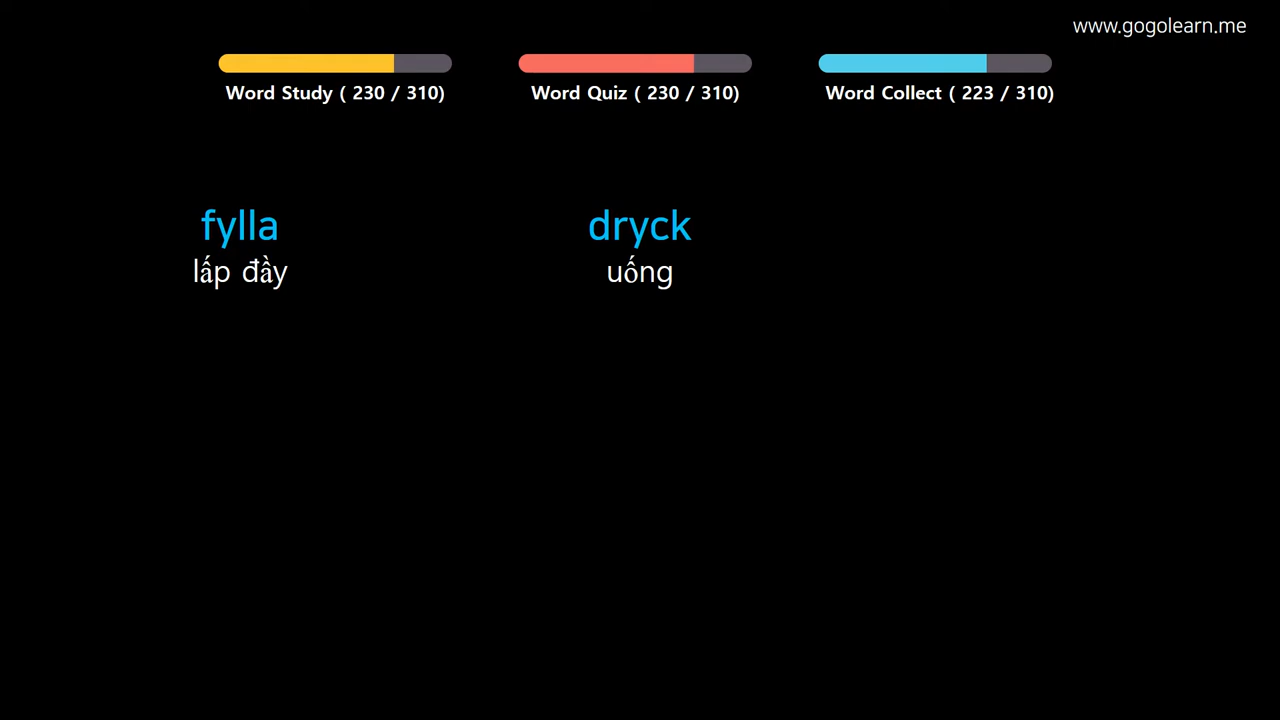 www.gogolearn.me
Word Study ( 230 / 310)
Word Quiz ( 230 / 310)
Word Collect ( 223 / 310)
fylla
lấp đầy
dryck
uống